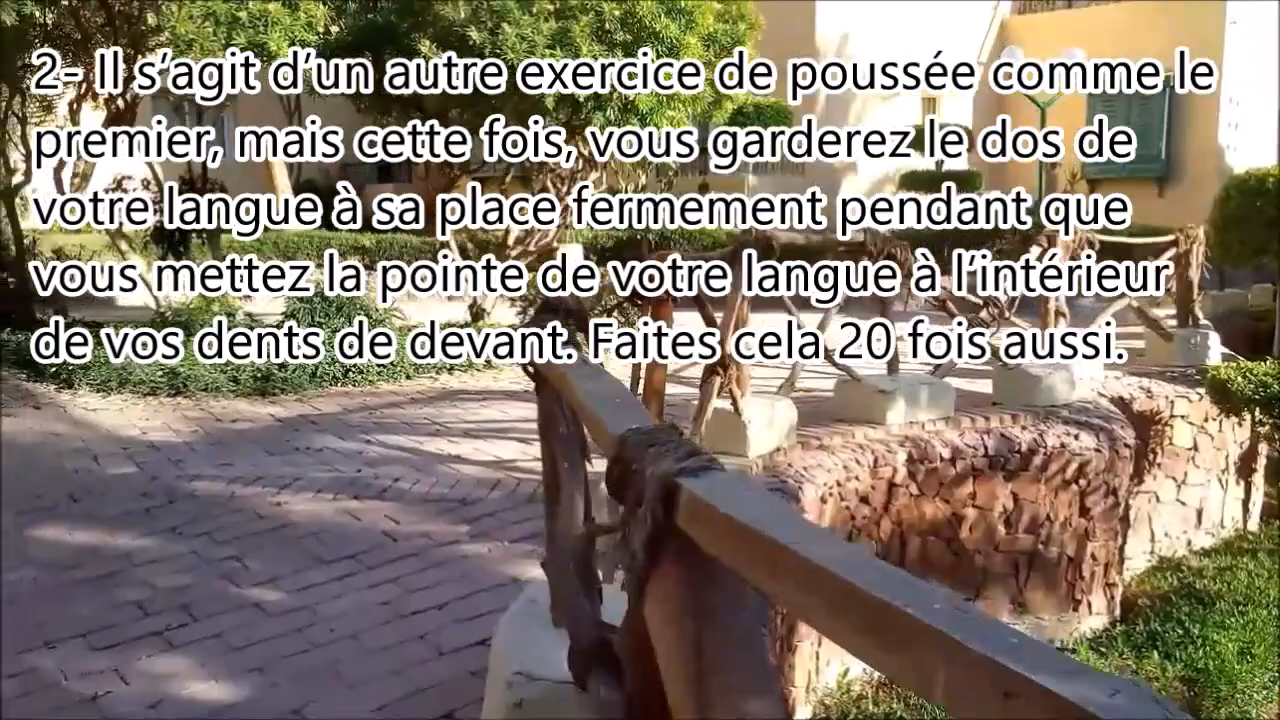 2- Il s’agit d’un autre exercice de poussée comme le
premier, mais cette fois, vous garderez le dos de
votre langue à sa place fermement pendant que
vous mettez la pointe de votre langue à l’intérieur
de vos dents de devant. Faites cela 20 fois aussi.